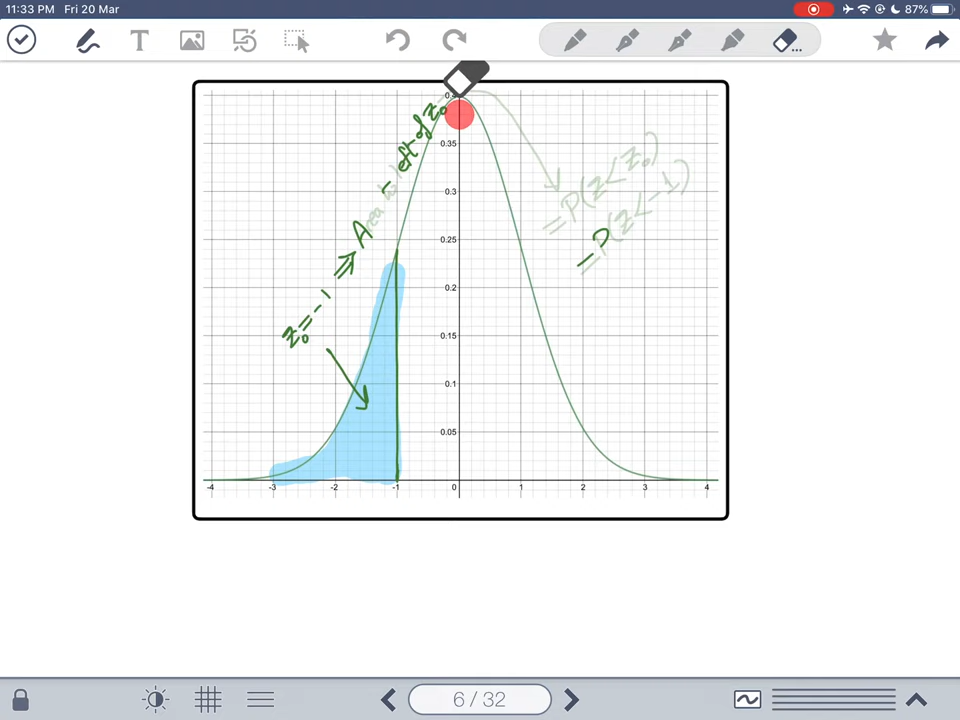 11:33 PM Fri 20 Mar 87%
T
0.4
0.35
0.3
0.25
0.2
0.15
0.1
0.05
-4 -3 -2 -1 0 1 2 3 4
z₀=-1 ⇒ Area to left of z₀
=P(z<z₀)
=P(z<-1)
6 / 32